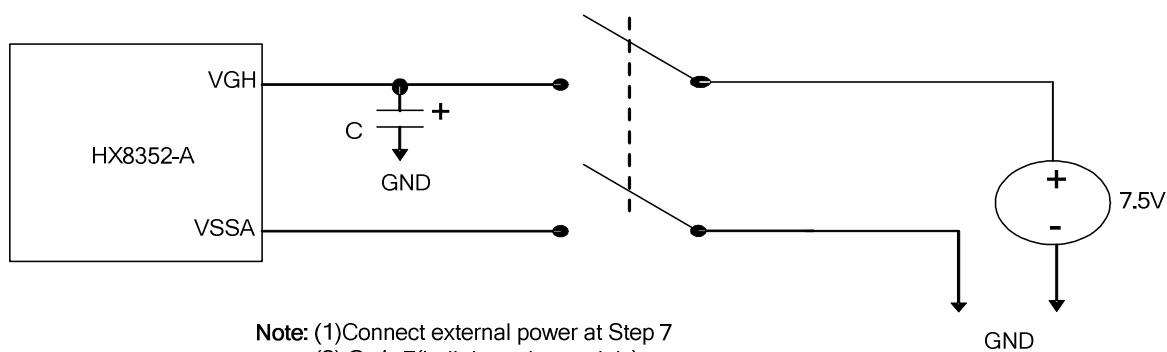 VGH
+
C
HX8352-A
GND
+
7.5V
-
VSSA
GND
Note: (1)Connect external power at Step 7